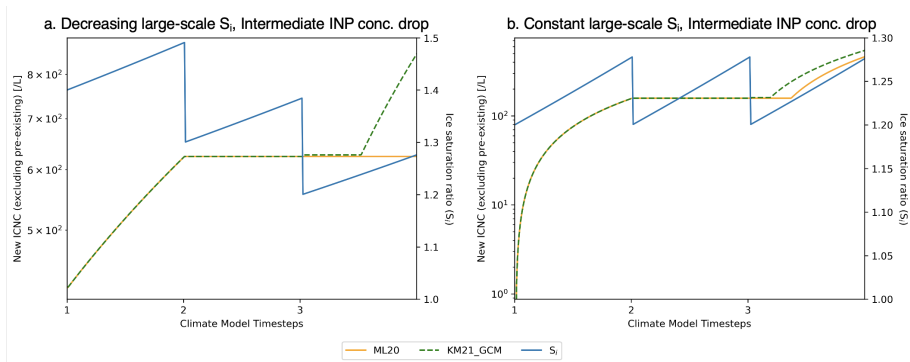 a. Decreasing large-scale Si, Intermediate INP conc. drop
New ICNC (excluding pre-existing) [/L]
8 × 10²
7 × 10²
6 × 10²
5 × 10²
1.5
1.4
1.3
1.2
1.1
1.0
Ice saturation ratio (Si)
1 2 3
Climate Model Timesteps
b. Constant large-scale Si, Intermediate INP conc. drop
New ICNC (excluding pre-existing) [/L]
10²
10¹
10⁰
1.30
1.25
1.20
1.15
1.10
1.05
1.00
Ice saturation ratio (Si)
1 2 3
Climate Model Timesteps
ML20 KM21_GCM Si